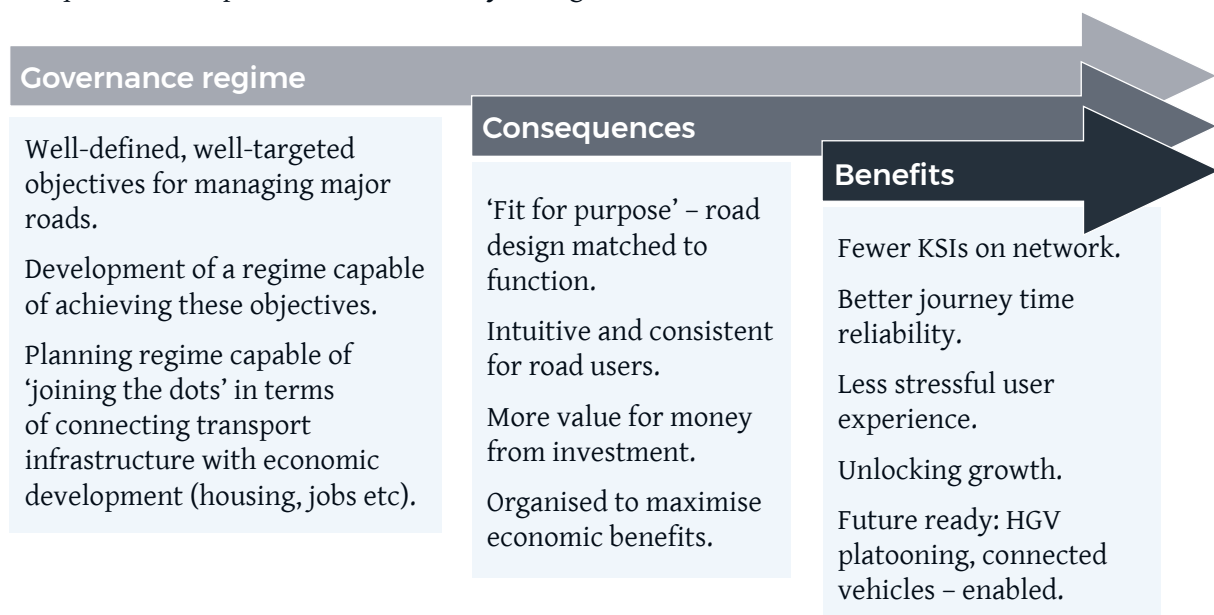 Governance regime
Well-defined, well-targeted
objectives for managing major
roads.
Development of a regime capable
of achieving these objectives.
Planning regime capable of
‘joining the dots’ in terms
of connecting transport
infrastructure with economic
development (housing, jobs etc).
Consequences
‘Fit for purpose’ – road
design matched to
function.
Intuitive and consistent
for road users.
More value for money
from investment.
Organised to maximise
economic benefits.
Benefits
Fewer KSIs on network.
Better journey time
reliability.
Less stressful user
experience.
Unlocking growth.
Future ready: HGV
platooning, connected
vehicles – enabled.